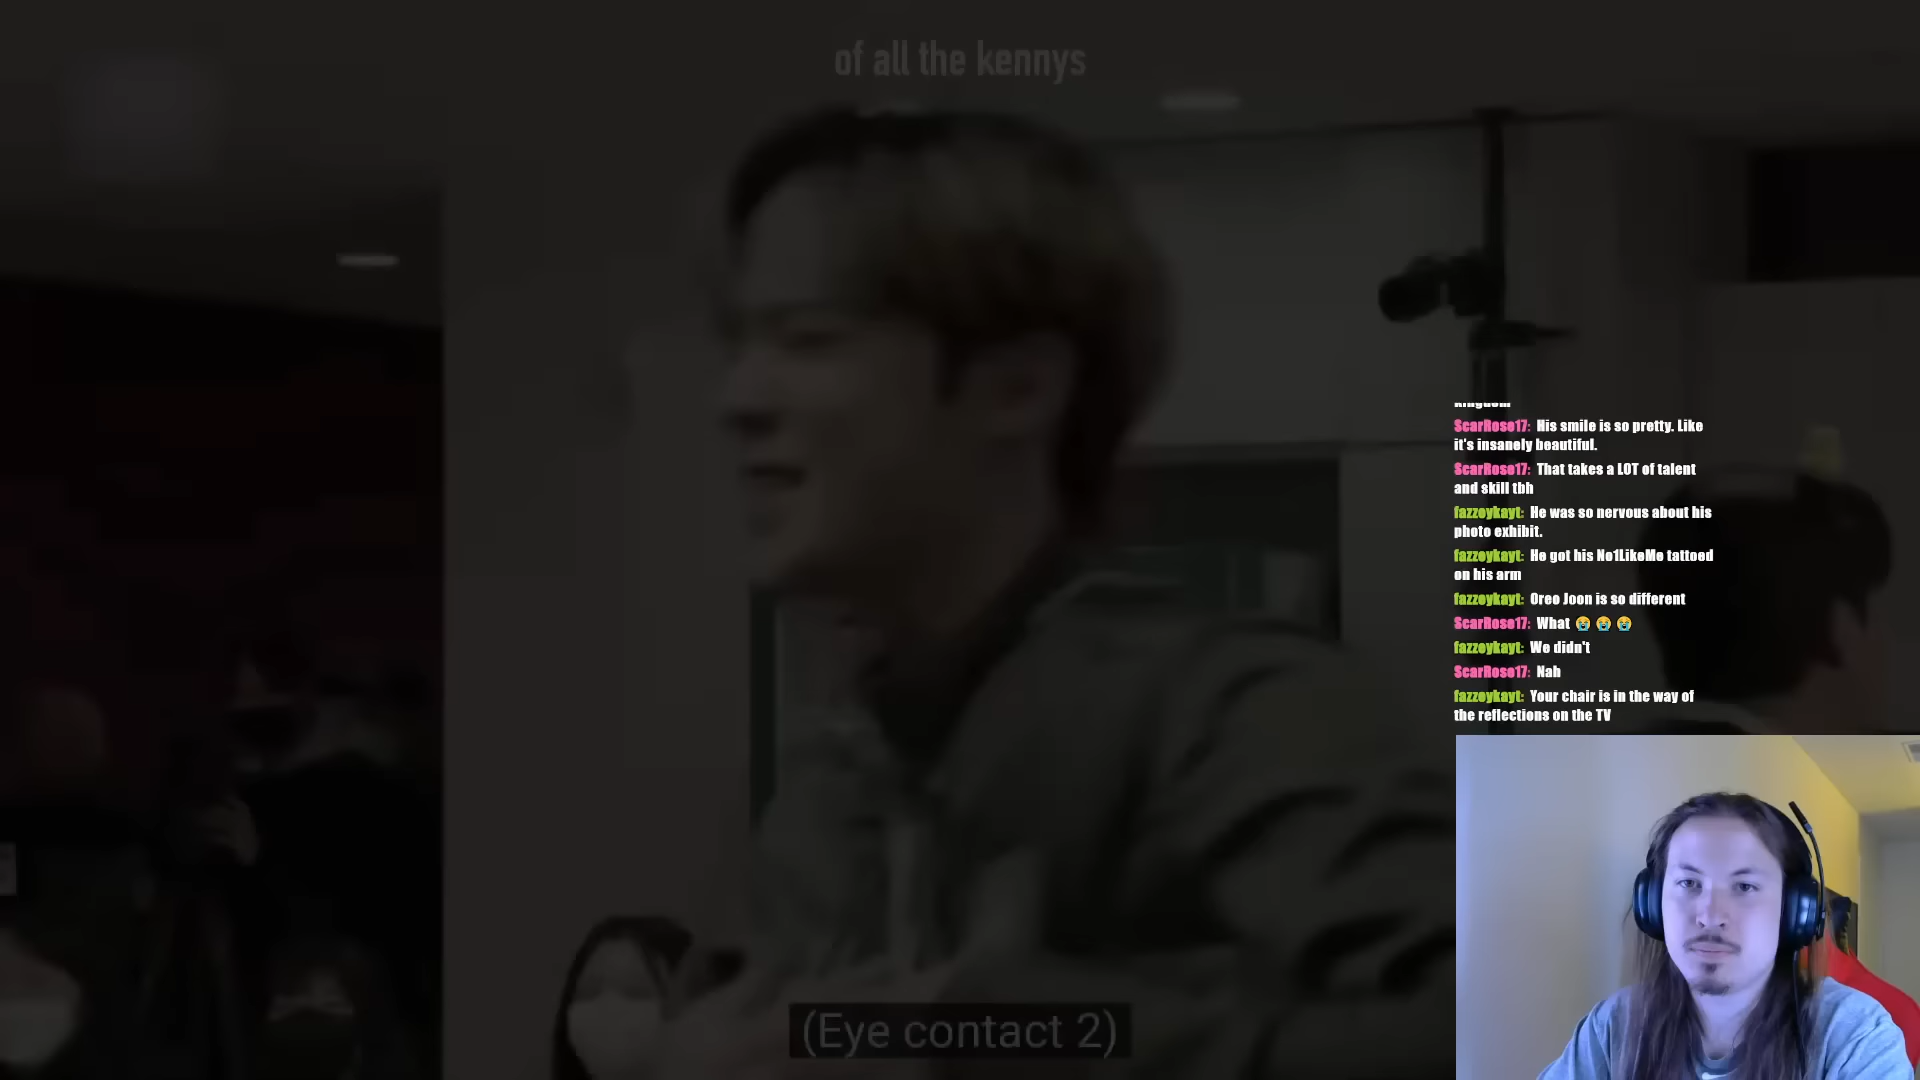 of all the kennys
ScarRose17: His smile is so pretty. Like
it's insanely beautiful.
ScarRose17: That takes a LOT of talent
and skill tbh
fazzeykayt: He was so nervous about his
photo exhibit.
fazzeykayt: He got his No1LikeMe tattoed
on his arm
fazzeykayt: Oreo Joon is so different
ScarRose17: What 😭 😭 😭
fazzeykayt: We didn't
ScarRose17: Nah
fazzeykayt: Your chair is in the way of
the reflections on the TV
(Eye contact 2)